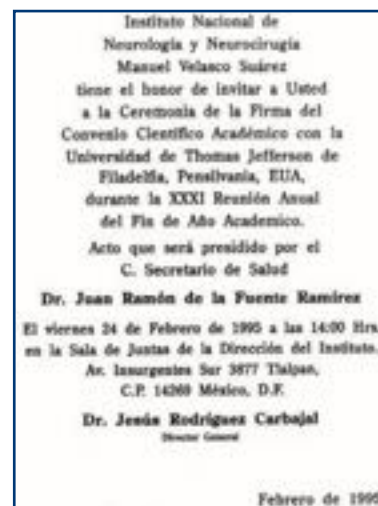 Instituto Nacional de
Neurología y Neurocirugía
Manuel Velasco Suárez
tiene el honor de invitar a Usted
a la Ceremonia de la Firma del
Convenio Científico Académico con la
Universidad de Thomas Jefferson de
Filadelfia, Pensilvania, EUA,
durante la XXXI Reunión Anual
del Fin de Año Academico.
Acto que será presidido por el
C. Secretario de Salud
Dr. Juan Ramón de la Fuente Ramírez
El viernes 24 de Febrero de 1995 a las 14:00 Hrs.
en la Sala de Juntas de la Dirección del Instituto.
Av. Insurgentes Sur 3877 Tlalpan,
C.P. 14269 México, D.F.
Dr. Jesús Rodríguez Carbajal
Director General
Febrero de 1995